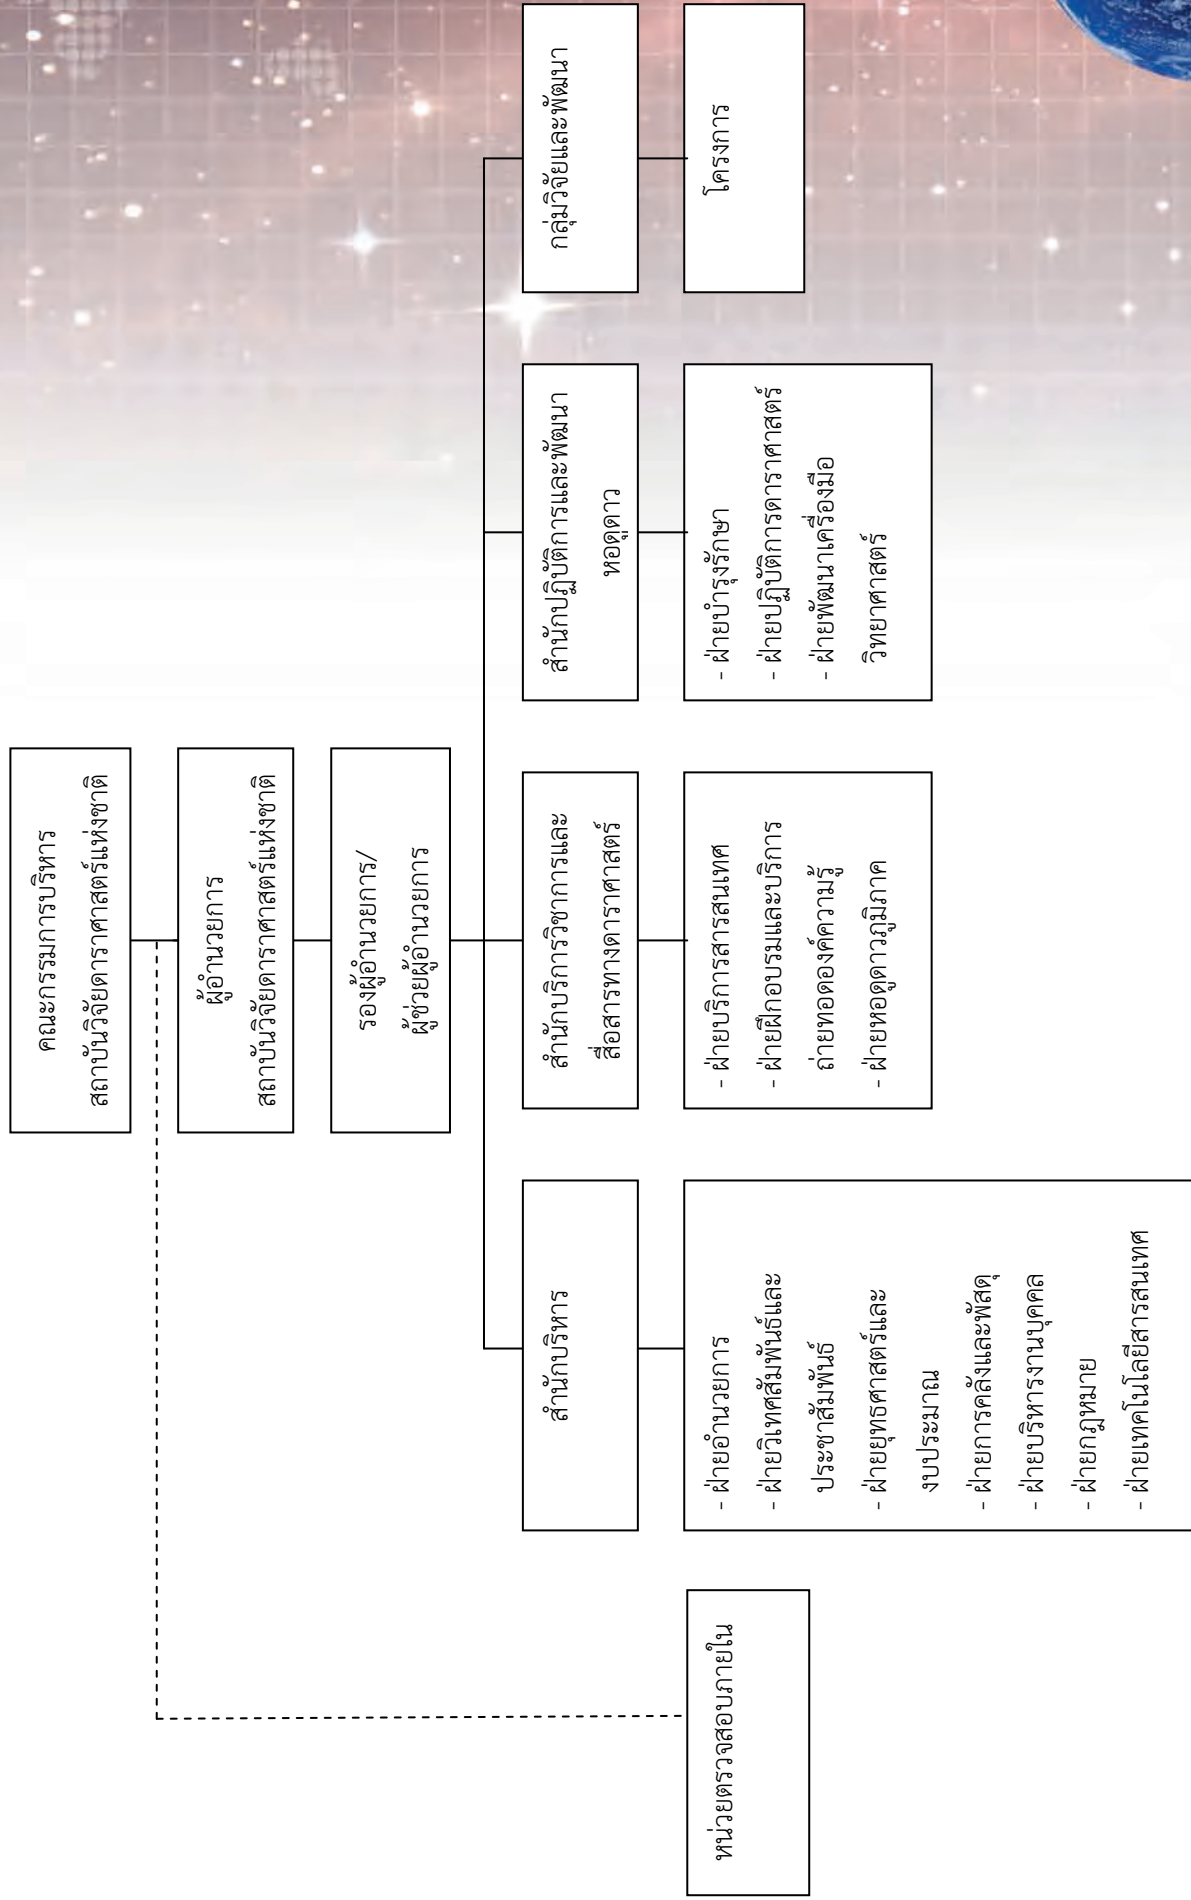 คณะกรรมการบริหาร
สถาบันวิจัยดาราศาสตร์แห่งชาติ
ผู้อำนวยการ
สถาบันวิจัยดาราศาสตร์แห่งชาติ
รองผู้อำนวยการ/
ผู้ช่วยผู้อำนวยการ
หน่วยตรวจสอบภายใน
สำนักบริหาร
- ฝ่ายอำนวยการ
- ฝ่ายวิเทศสัมพันธ์และ
ประชาสัมพันธ์
- ฝ่ายยุทธศาสตร์และ
งบประมาณ
- ฝ่ายการคลังและพัสดุ
- ฝ่ายบริหารงานบุคคล
- ฝ่ายกฎหมาย
- ฝ่ายเทคโนโลยีสารสนเทศ
สำนักบริการวิชาการและ
สื่อสารทางดาราศาสตร์
- ฝ่ายบริการสารสนเทศ
- ฝ่ายฝึกอบรมและบริการ
ถ่ายทอดองค์ความรู้
- ฝ่ายหอดูดาวภูมิภาค
สำนักปฏิบัติการและพัฒนา
หอดูดาว
- ฝ่ายบำรุงรักษา
- ฝ่ายปฏิบัติการดาราศาสตร์
- ฝ่ายพัฒนาเครื่องมือ
วิทยาศาสตร์
กลุ่มวิจัยและพัฒนา
โครงการ